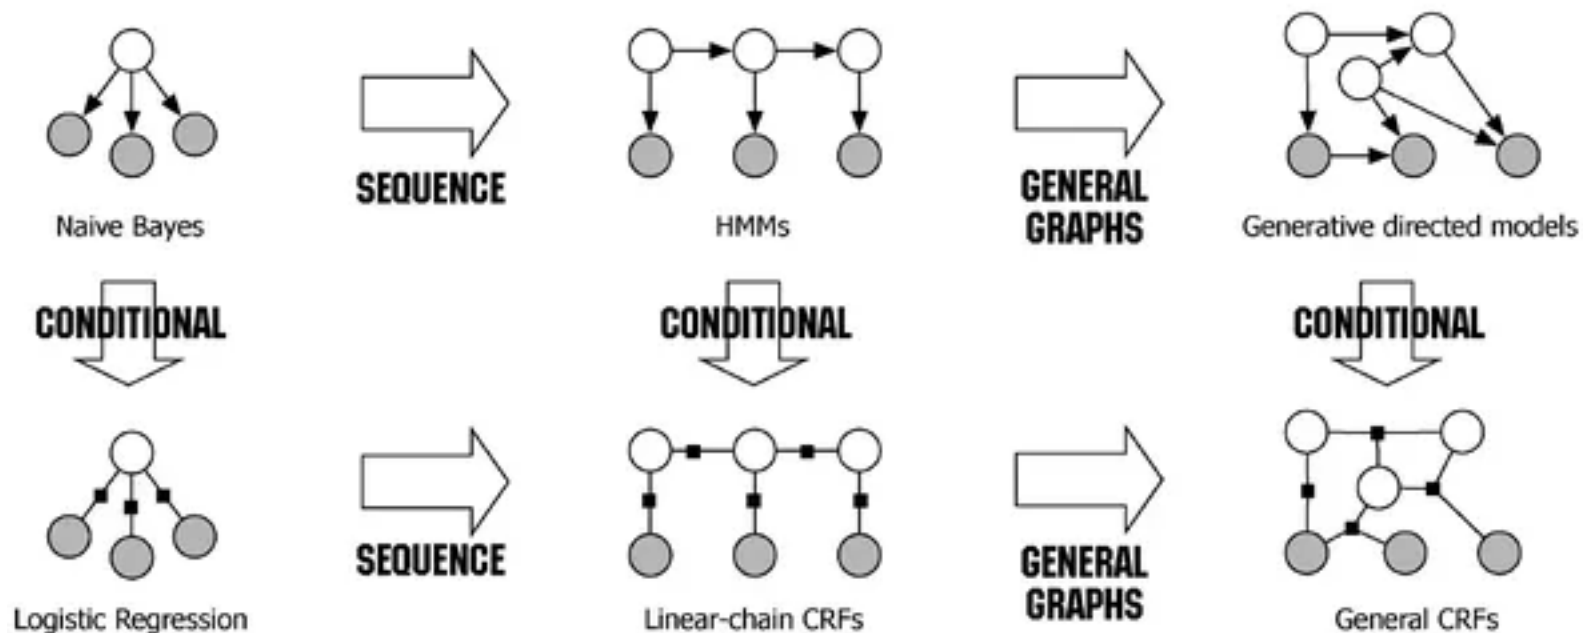 SEQUENCE
GENERAL
GRAPHS
Naive Bayes
HMMs
Generative directed models
CONDITIONAL
CONDITIONAL
CONDITIONAL
SEQUENCE
GENERAL
GRAPHS
Logistic Regression
Linear-chain CRFs
General CRFs